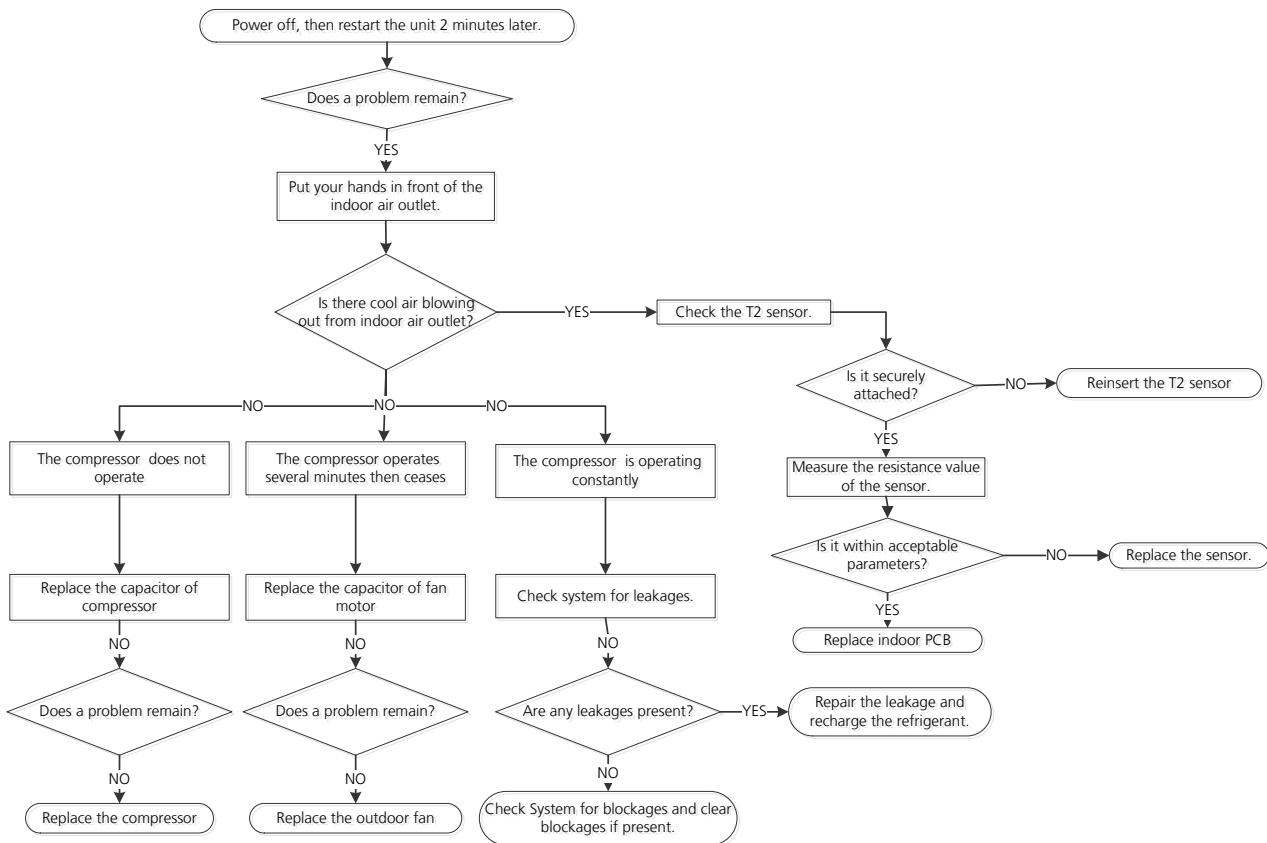 Power off, then restart the unit 2 minutes later.
Does a problem remain?
YES
Put your hands in front of the
indoor air outlet.
Is there cool air blowing
out from indoor air outlet?
YES
Check the T2 sensor.
Is it securely
attached?
NO
Reinsert the T2 sensor
YES
Measure the resistance value
of the sensor.
Is it within acceptable
parameters?
NO
Replace the sensor.
YES
Replace indoor PCB
NO
NO
NO
The compressor does not
operate
The compressor operates
several minutes then ceases
The compressor is operating
constantly
Replace the capacitor of
compressor
Replace the capacitor of fan
motor
Check system for leakages.
NO
NO
NO
Does a problem remain?
Does a problem remain?
Are any leakages present?
YES
Repair the leakage and
recharge the refrigerant.
NO
NO
NO
Replace the compressor
Replace the outdoor fan
Check System for blockages and clear
blockages if present.